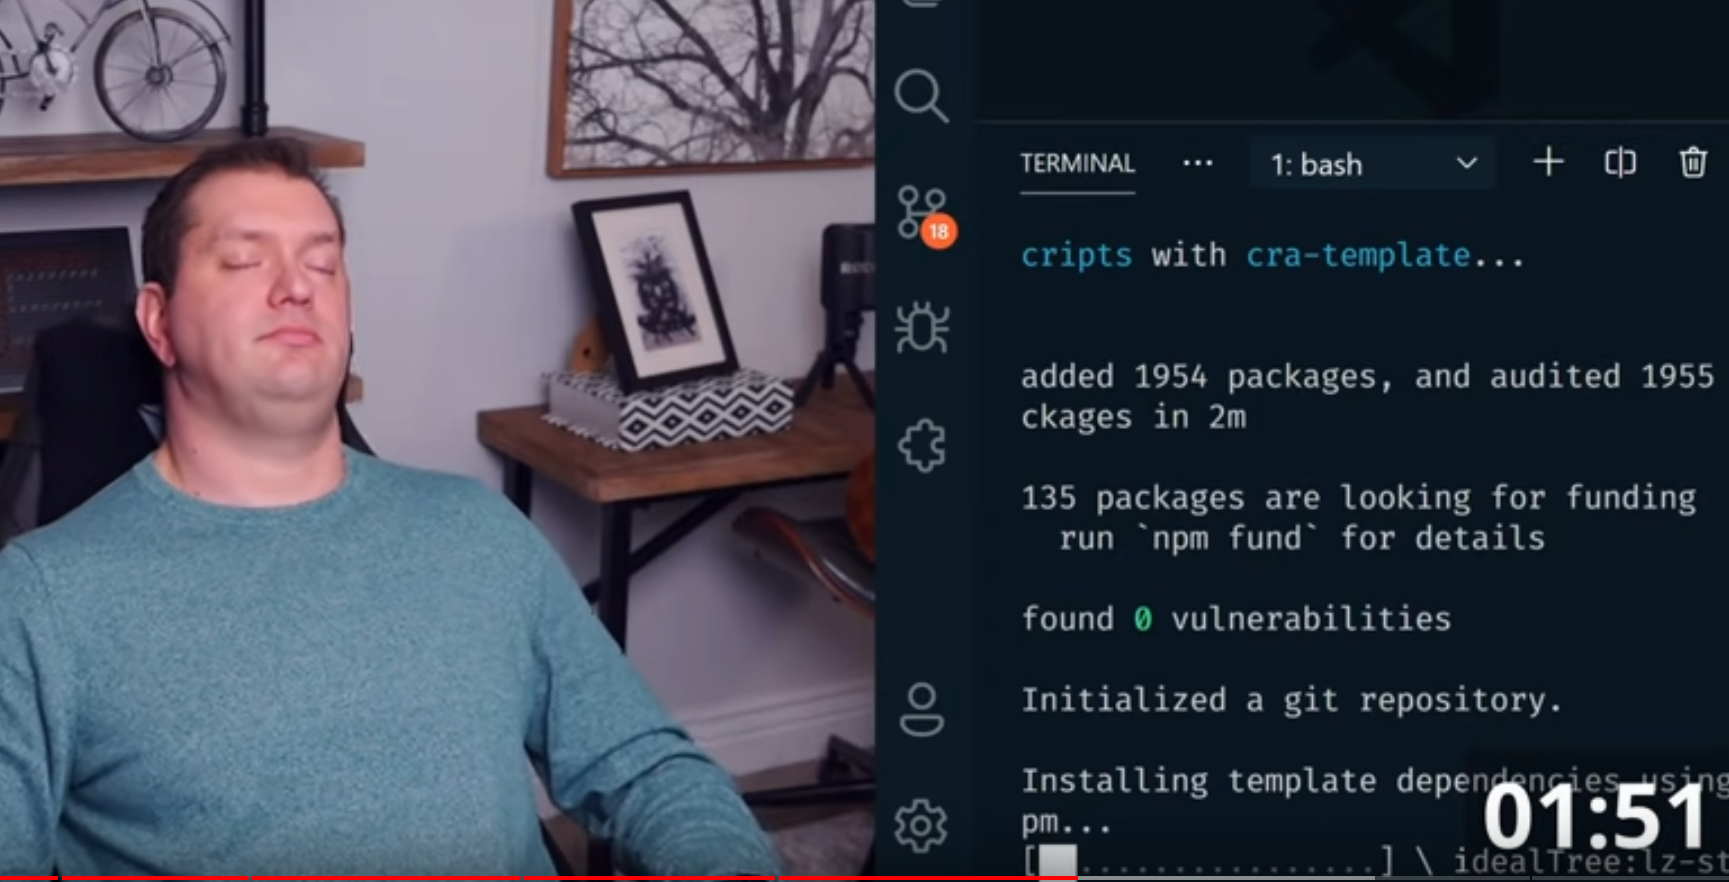 TERMINAL ... 1: bash
18
cripts with cra-template...
added 1954 packages, and audited 1955
ckages in 2m
135 packages are looking for funding
run `npm fund` for details
found 0 vulnerabilities
Initialized a git repository.
Installing template dependencies using
pm...
01:51
[ ................] \ idealTree:lz-st